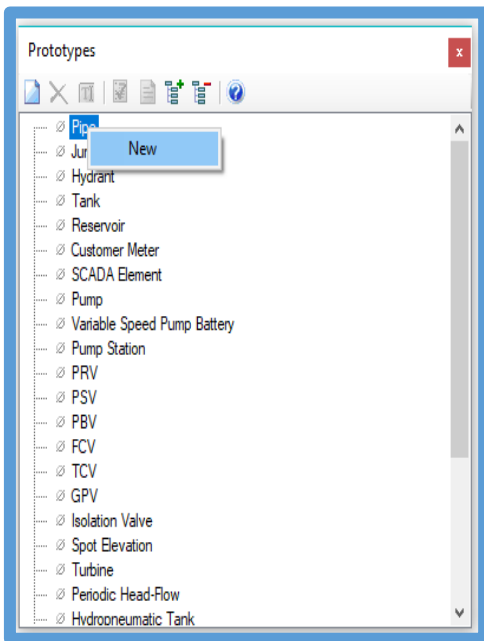 Prototypes
Pipe
New
Jun
Hydrant
Tank
Reservoir
Customer Meter
SCADA Element
Pump
Variable Speed Pump Battery
Pump Station
PRV
PSV
PBV
FCV
TCV
GPV
Isolation Valve
Spot Elevation
Turbine
Periodic Head-Flow
Hydropneumatic Tank